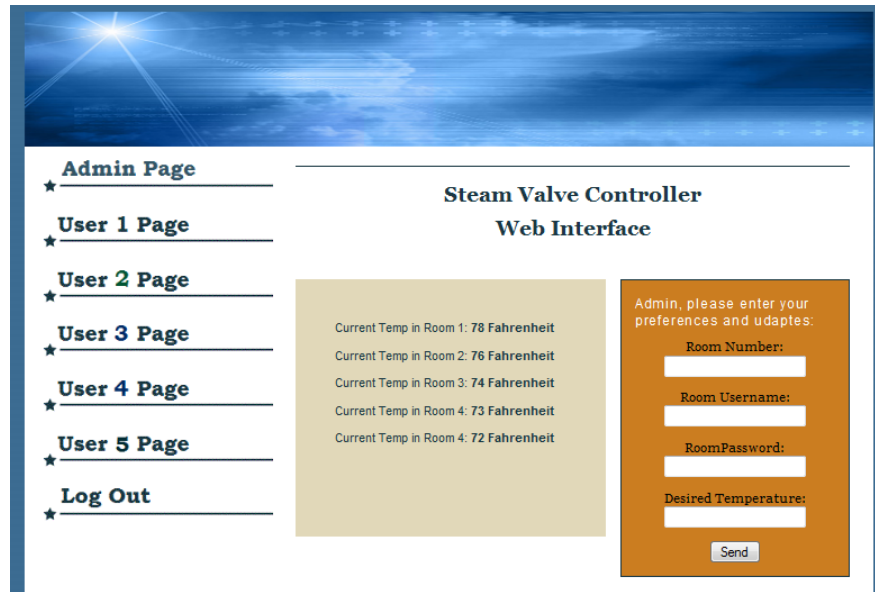 Admin Page
User 1 Page
User 2 Page
User 3 Page
User 4 Page
User 5 Page
Log Out
Steam Valve Controller
Web Interface
Current Temp in Room 1: 78 Fahrenheit
Current Temp in Room 2: 76 Fahrenheit
Current Temp in Room 3: 74 Fahrenheit
Current Temp in Room 4: 73 Fahrenheit
Current Temp in Room 4: 72 Fahrenheit
Admin, please enter your
preferences and udaptes:
Room Number:
Room Username:
RoomPassword:
Desired Temperature:
Send